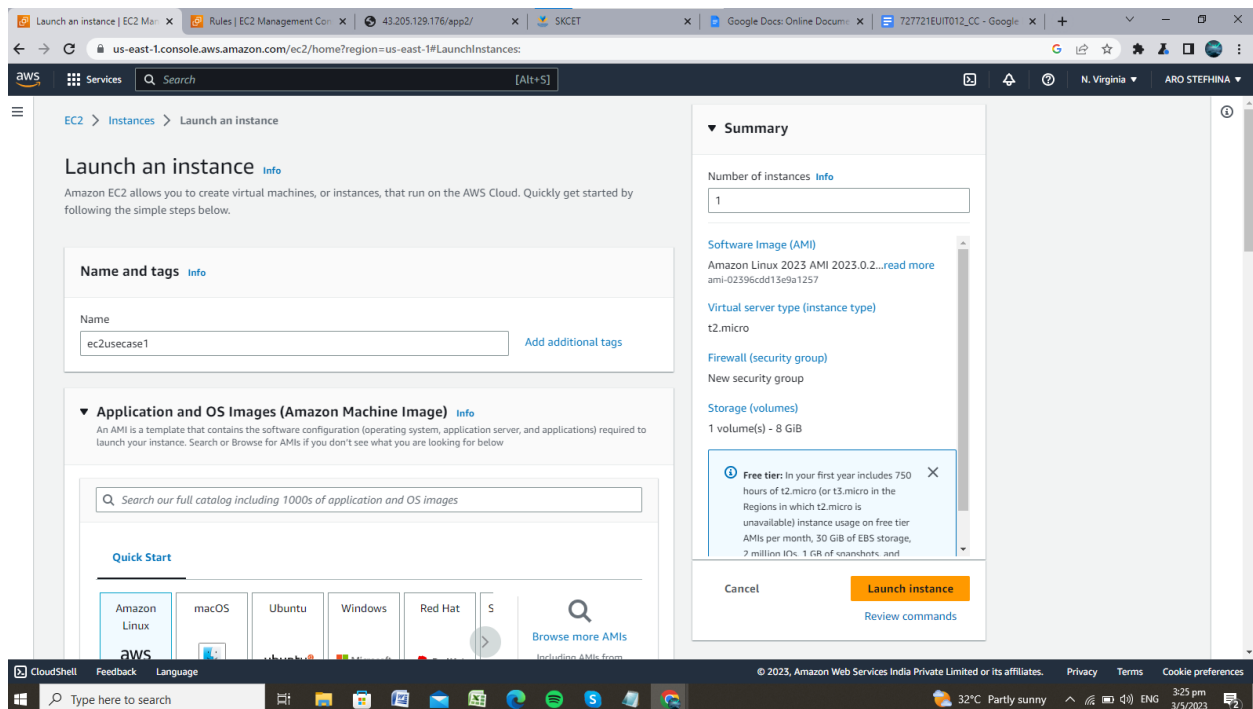 Launch an instance | EC2 Man
Rules | EC2 Management Con
43.205.129.176/app2/
SKCET
Google Docs: Online Docume
727721EUIT012_CC - Google
us-east-1.console.aws.amazon.com/ec2/home?region=us-east-1#LaunchInstances:
aws
Services
Search
[Alt+S]
N. Virginia
ARO STEFHINA
EC2 > Instances > Launch an instance
Launch an instance Info
Amazon EC2 allows you to create virtual machines, or instances, that run on the AWS Cloud. Quickly get started by
following the simple steps below.
Name and tags Info
Name
ec2usecase1
Add additional tags
Application and OS Images (Amazon Machine Image) Info
An AMI is a template that contains the software configuration (operating system, application server, and applications) required to
launch your instance. Search or Browse for AMIs if you don't see what you are looking for below
Search our full catalog including 1000s of application and OS images
Quick Start
Amazon
Linux
aws
macOS
Ubuntu
Windows
Red Hat
S
Browse more AMIs
Including AMIs from
Summary
Number of instances Info
1
Software Image (AMI)
Amazon Linux 2023 AMI 2023.0.2...read more
ami-02396cdd13e9a1257
Virtual server type (instance type)
t2.micro
Firewall (security group)
New security group
Storage (volumes)
1 volume(s) - 8 GiB
Free tier: In your first year includes 750
hours of t2.micro (or t3.micro in the
Regions in which t2.micro is
unavailable) instance usage on free tier
AMIs per month, 30 GiB of EBS storage,
2 million IOs, 1 GB of snapshots, and
Cancel
Launch instance
Review commands
CloudShell
Feedback
Language
© 2023, Amazon Web Services India Private Limited or its affiliates.
Privacy
Terms
Cookie preferences
Type here to search
32°C Partly sunny
ENG
3:25 pm
3/5/2023